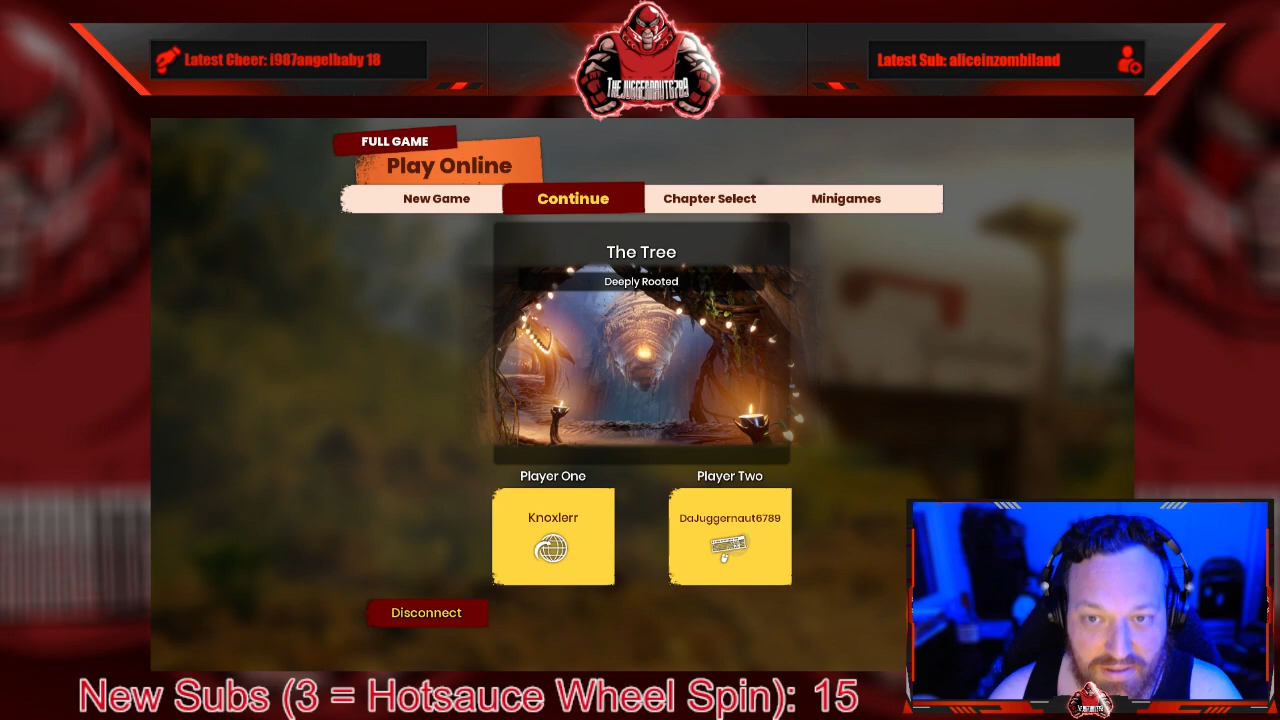 Latest Cheer: i987angelbaby 18
THEJUGGERNAUT6789
Latest Sub: aliceinzombiland
FULL GAME
Play Online
New Game
Continue
Chapter Select
Minigames
The Tree
Deeply Rooted
Player One
Player Two
Knoxlerr
DaJuggernaut6789
Disconnect
New Subs (3 = Hotsauce Wheel Spin): 15